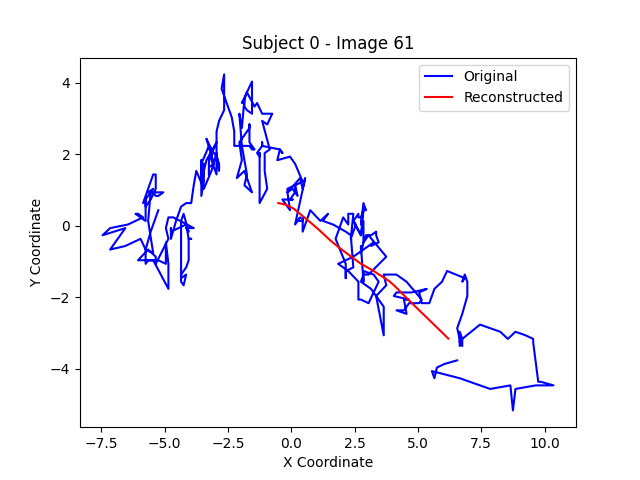 Subject 0 - Image 61
Original
Reconstructed
Y Coordinate
4
2
0
−2
−4
−7.5 −5.0 −2.5 0.0 2.5 5.0 7.5 10.0
X Coordinate